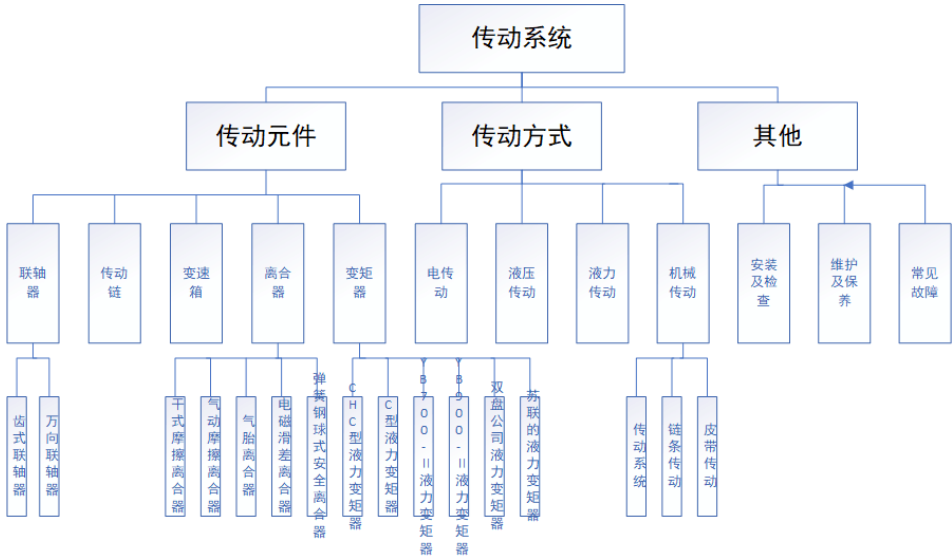 传动系统
传动元件
传动方式
其他
联轴
器
传动
链
变速
箱
离合
器
变矩
器
电传
动
液压
传动
液力
传动
机械
传动
安装
及检
查
维护
及保
养
常见
故障
齿式联轴器
万向联轴器
干式摩擦离合器
气动摩擦离合器
气胎离合器
电磁滑差离合器
弹簧钢球式安全离合器
CHC型液力变矩器
C型液力变矩器
YB700-Ⅱ液力变矩器
YB900-Ⅱ液力变矩器
双盘公司液力变矩器
苏联的液力变矩器
传动系统
链条传动
皮带传动